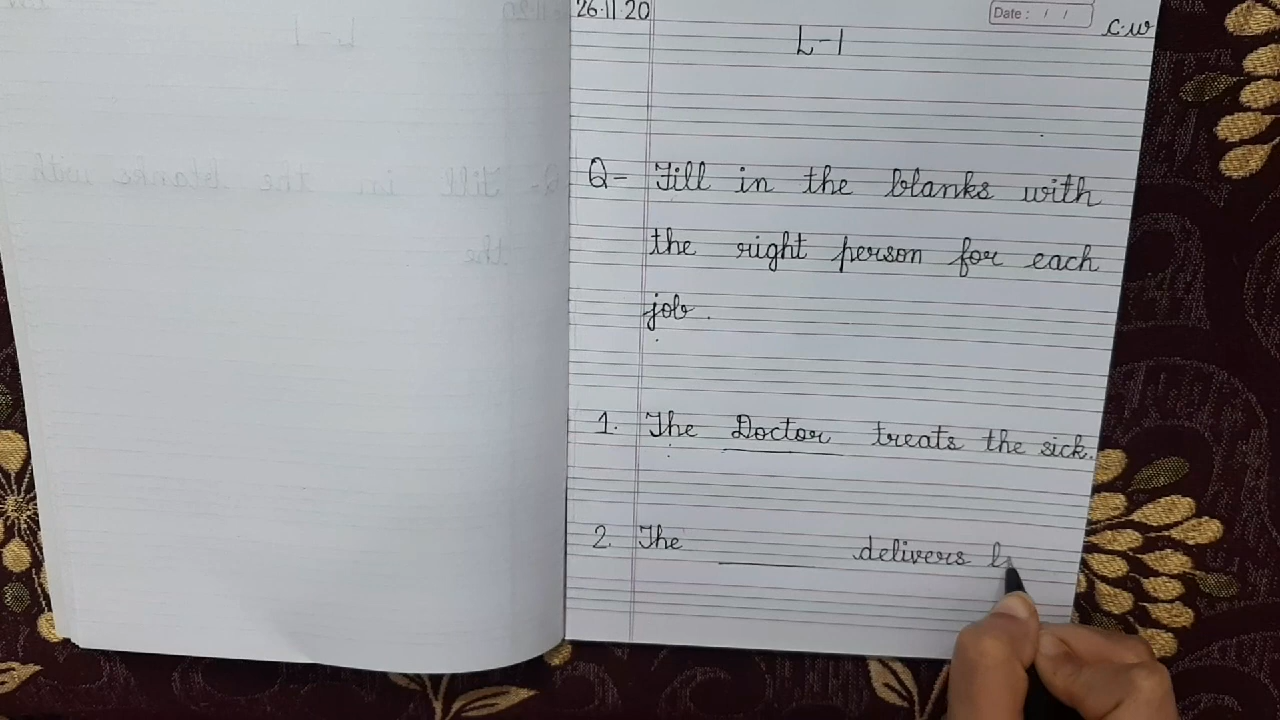 26.11.20
Date : / /
C.W
L-1
Q- Fill in the blanks with
the right person for each
job.
1. The Doctor treats the sick.
2. The ______ delivers